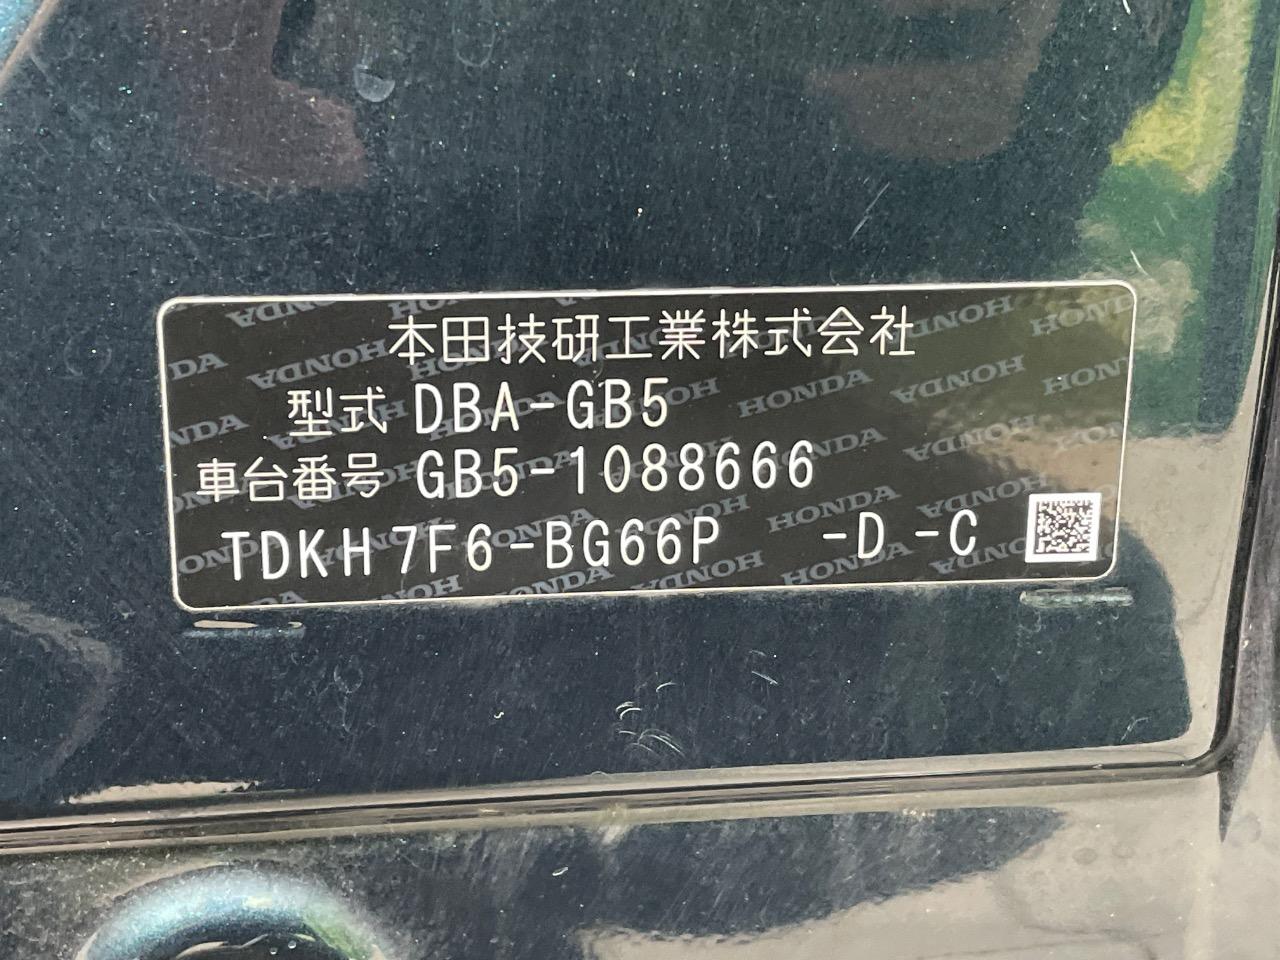 本田技研工業株式会社
型式 DBA-GB5
車台番号 GB5-1088666
TDKH7F6-BG66P -D -C